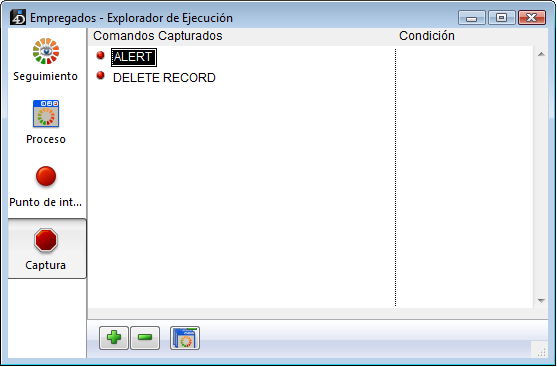 Empregados - Explorador de Ejecución
Comandos Capturados
Condición
ALERT
DELETE RECORD
Seguimiento
Proceso
Punto de int...
Captura